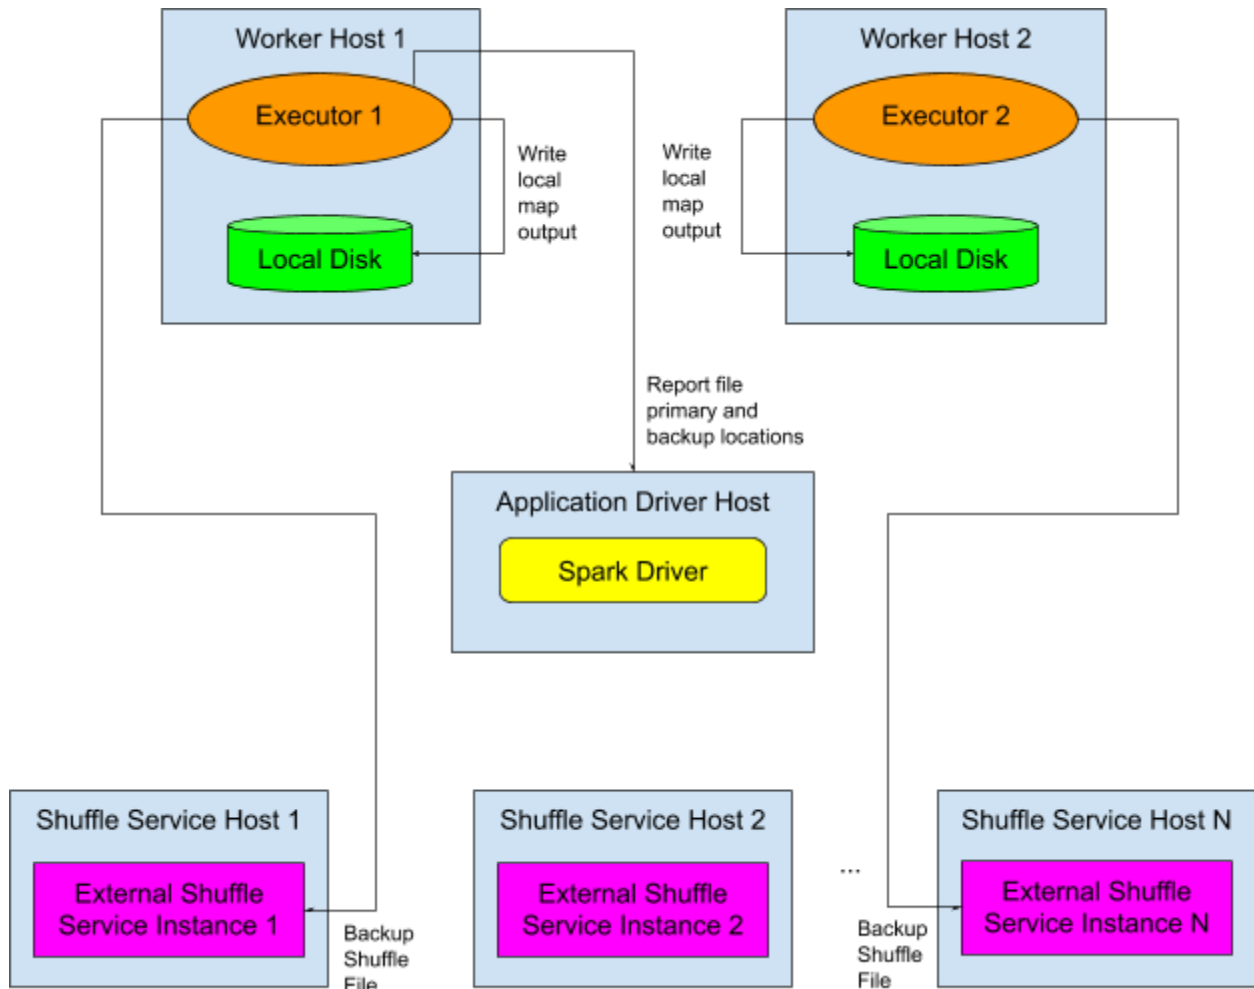 Worker Host 1
Executor 1
Write
local
map
output
Local Disk
Worker Host 2
Executor 2
Write
local
map
output
Local Disk
Report file
primary and
backup locations
Application Driver Host
Spark Driver
Shuffle Service Host 1
External Shuffle
Service Instance 1
Backup
Shuffle
File
Shuffle Service Host 2
External Shuffle
Service Instance 2
...
Shuffle Service Host N
External Shuffle
Service Instance N
Backup
Shuffle
File